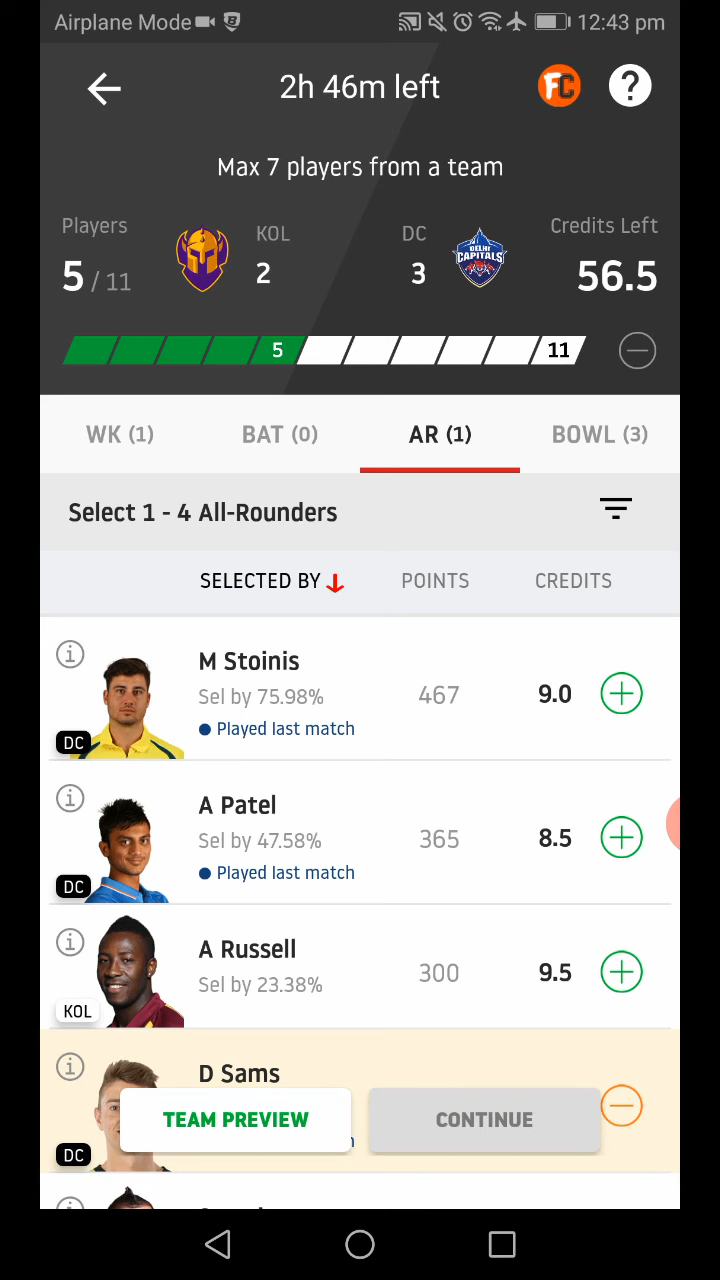 Airplane Mode 12:43 pm
2h 46m left FC ?
Max 7 players from a team
Players KOL DC Credits Left
5 / 11 2 3 56.5
DELHI CAPITALS
5 11
WK (1) BAT (0) AR (1) BOWL (3)
Select 1 - 4 All-Rounders
SELECTED BY POINTS CREDITS
M Stoinis
Sel by 75.98% 467 9.0
Played last match
DC
A Patel
Sel by 47.58% 365 8.5
Played last match
DC
A Russell
Sel by 23.38% 300 9.5
KOL
D Sams
TEAM PREVIEW CONTINUE
DC